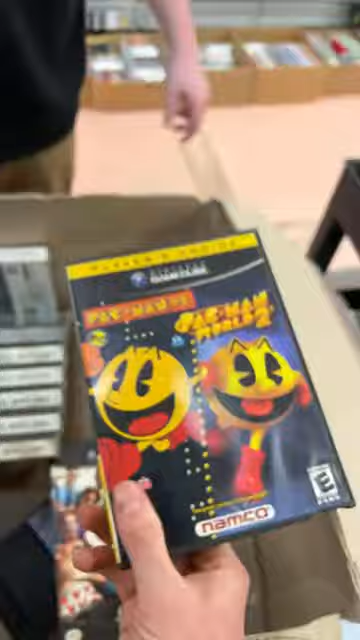 PLAYER'S CHOICE
NINTENDO
GAMECUBE
PAC-MAN VS.
PAC-MAN
WORLD 2
E
namco